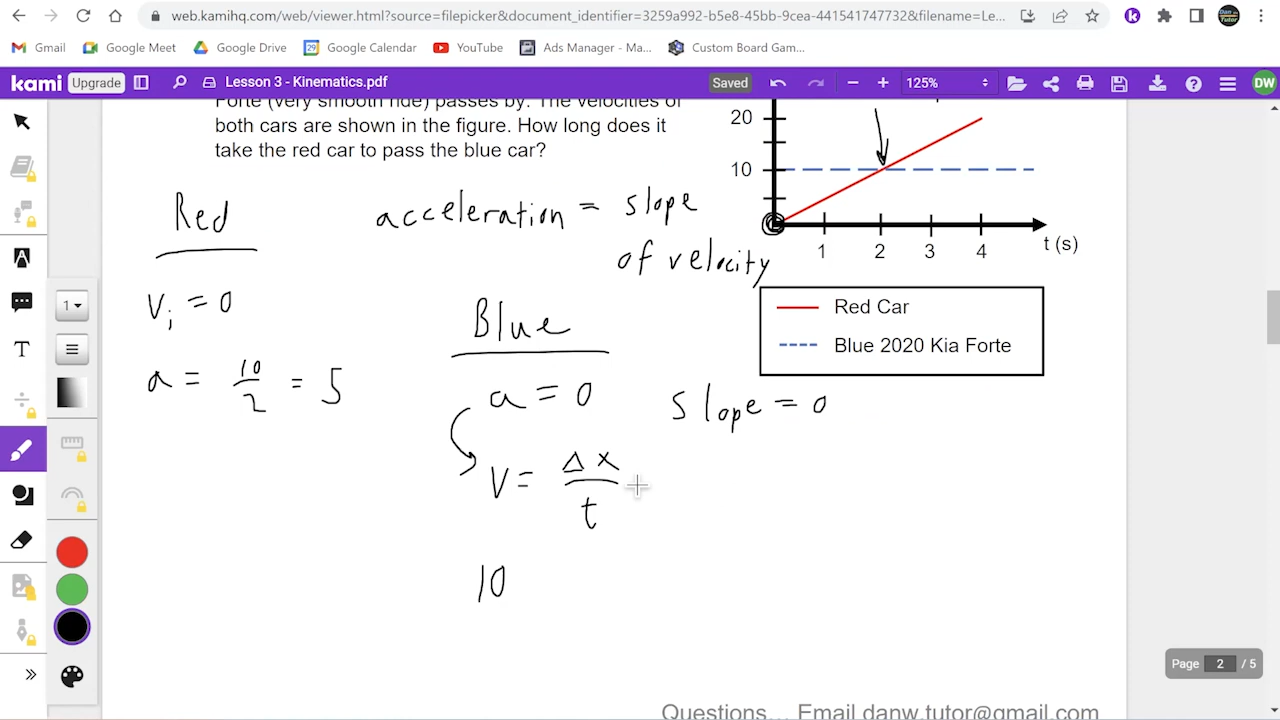 web.kamihq.com/web/viewer.html?source=filepicker&document_identifier=3259a992-b5e8-45bb-9cea-441541747732&filename=Le...
Gmail Google Meet Google Drive Google Calendar YouTube Ads Manager - Ma... Custom Board Gam...
kami Upgrade Lesson 3 - Kinematics.pdf Saved 125% DW
Forte (very smooth ride) passes by. The velocities of
both cars are shown in the figure. How long does it
take the red car to pass the blue car?
20
10
1 2 3 4 t (s)
Red Car
Blue 2020 Kia Forte
Red
acceleration = slope
of velocity
vi = 0
a = 10/2 = 5
Blue
a = 0
slope = 0
v = Δx/t
10
1
T
Page 2 / 5
Questions... Email danw.tutor@gmail.com